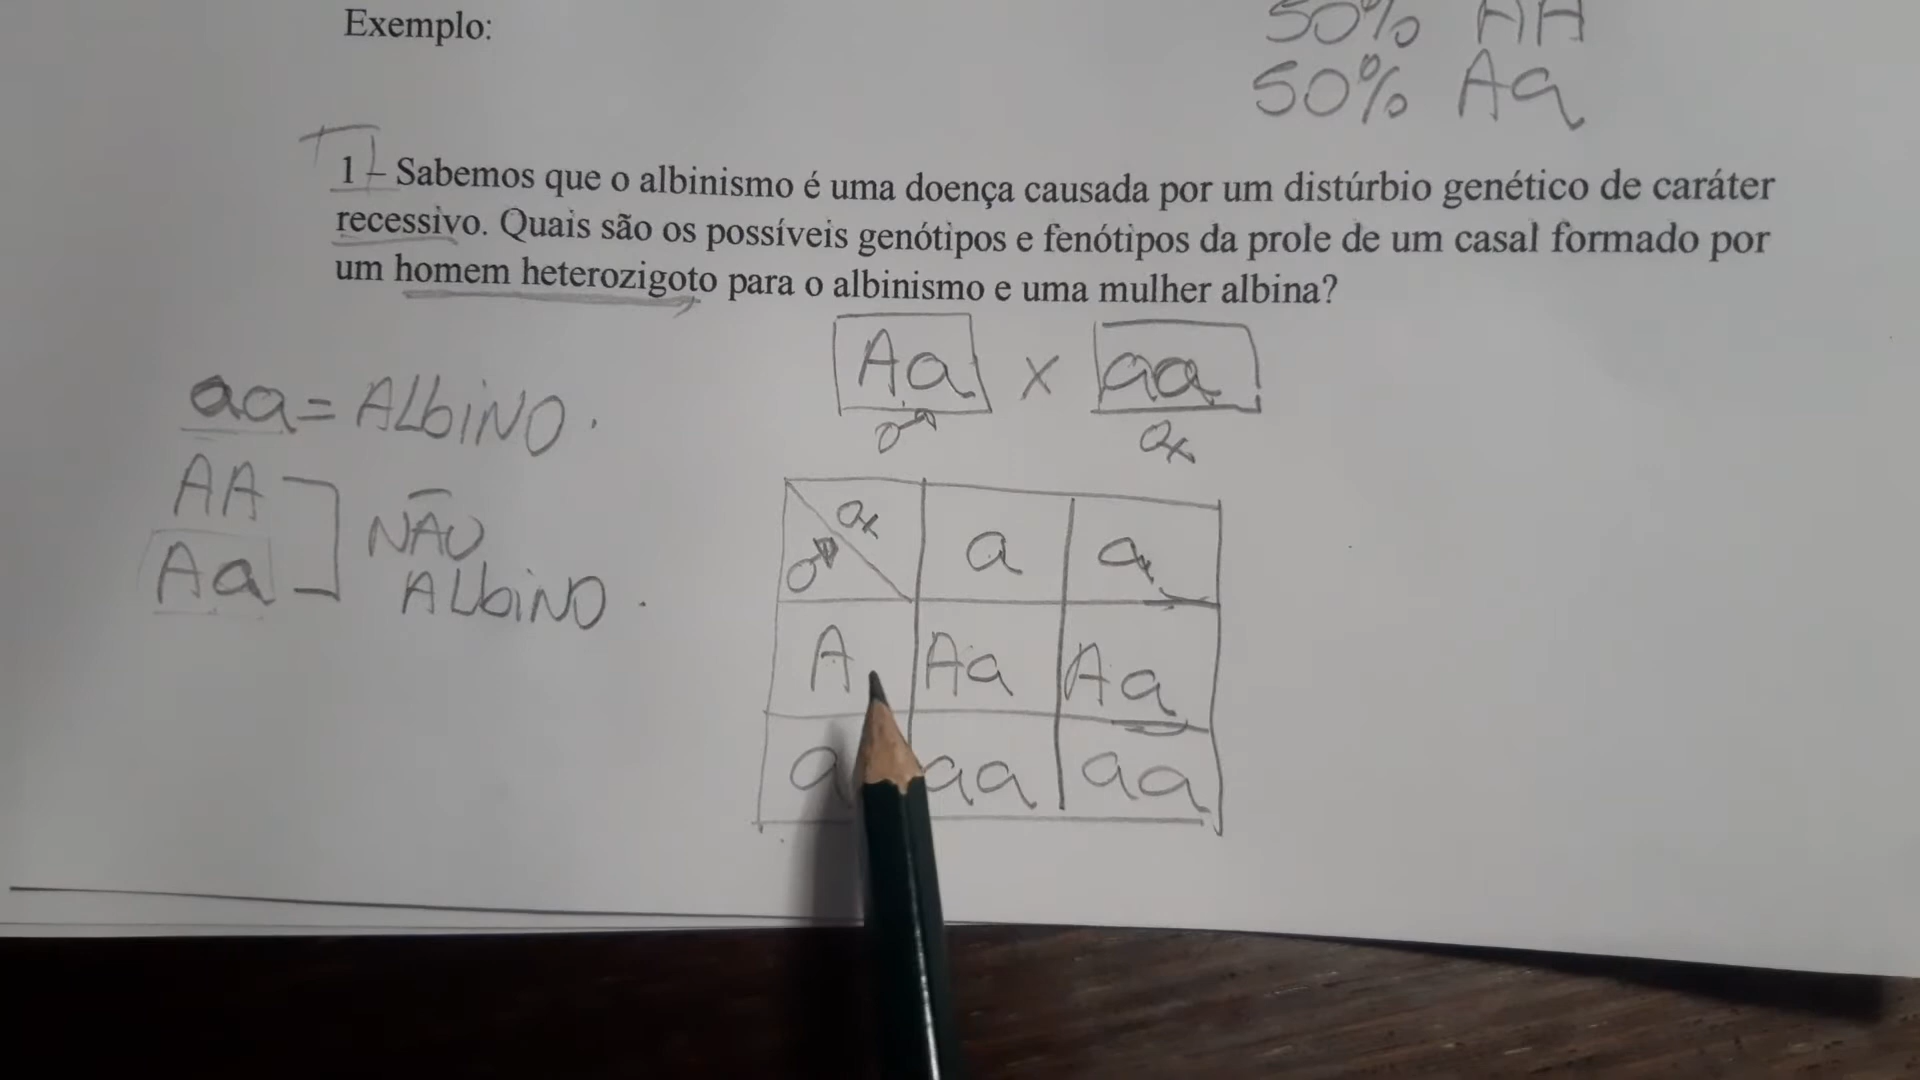 Exemplo:
50% AA
50% Aa
1 – Sabemos que o albinismo é uma doença causada por um distúrbio genético de caráter
recessivo. Quais são os possíveis genótipos e fenótipos da prole de um casal formado por
um homem heterozigoto para o albinismo e uma mulher albina?
Aa x aa
♂ ♀
aa = ALbiNO.
AA
Aa
NÃO
ALbiNO.
♂ ♀ a a
A Aa Aa
a aa aa